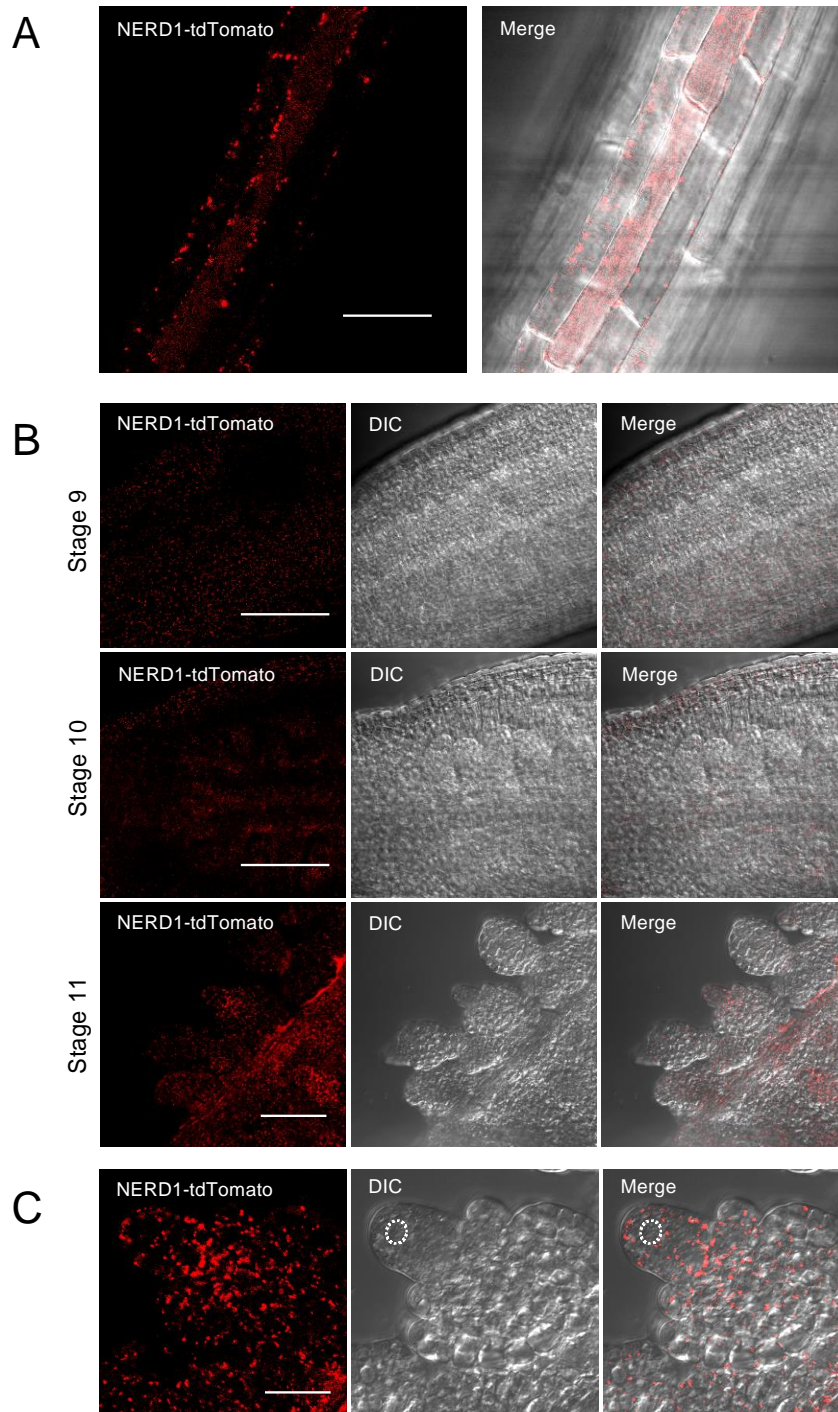 A
NERD1-tdTomato
Merge
B
Stage 9
NERD1-tdTomato
DIC
Merge
Stage 10
NERD1-tdTomato
DIC
Merge
Stage 11
NERD1-tdTomato
DIC
Merge
C
NERD1-tdTomato
DIC
Merge